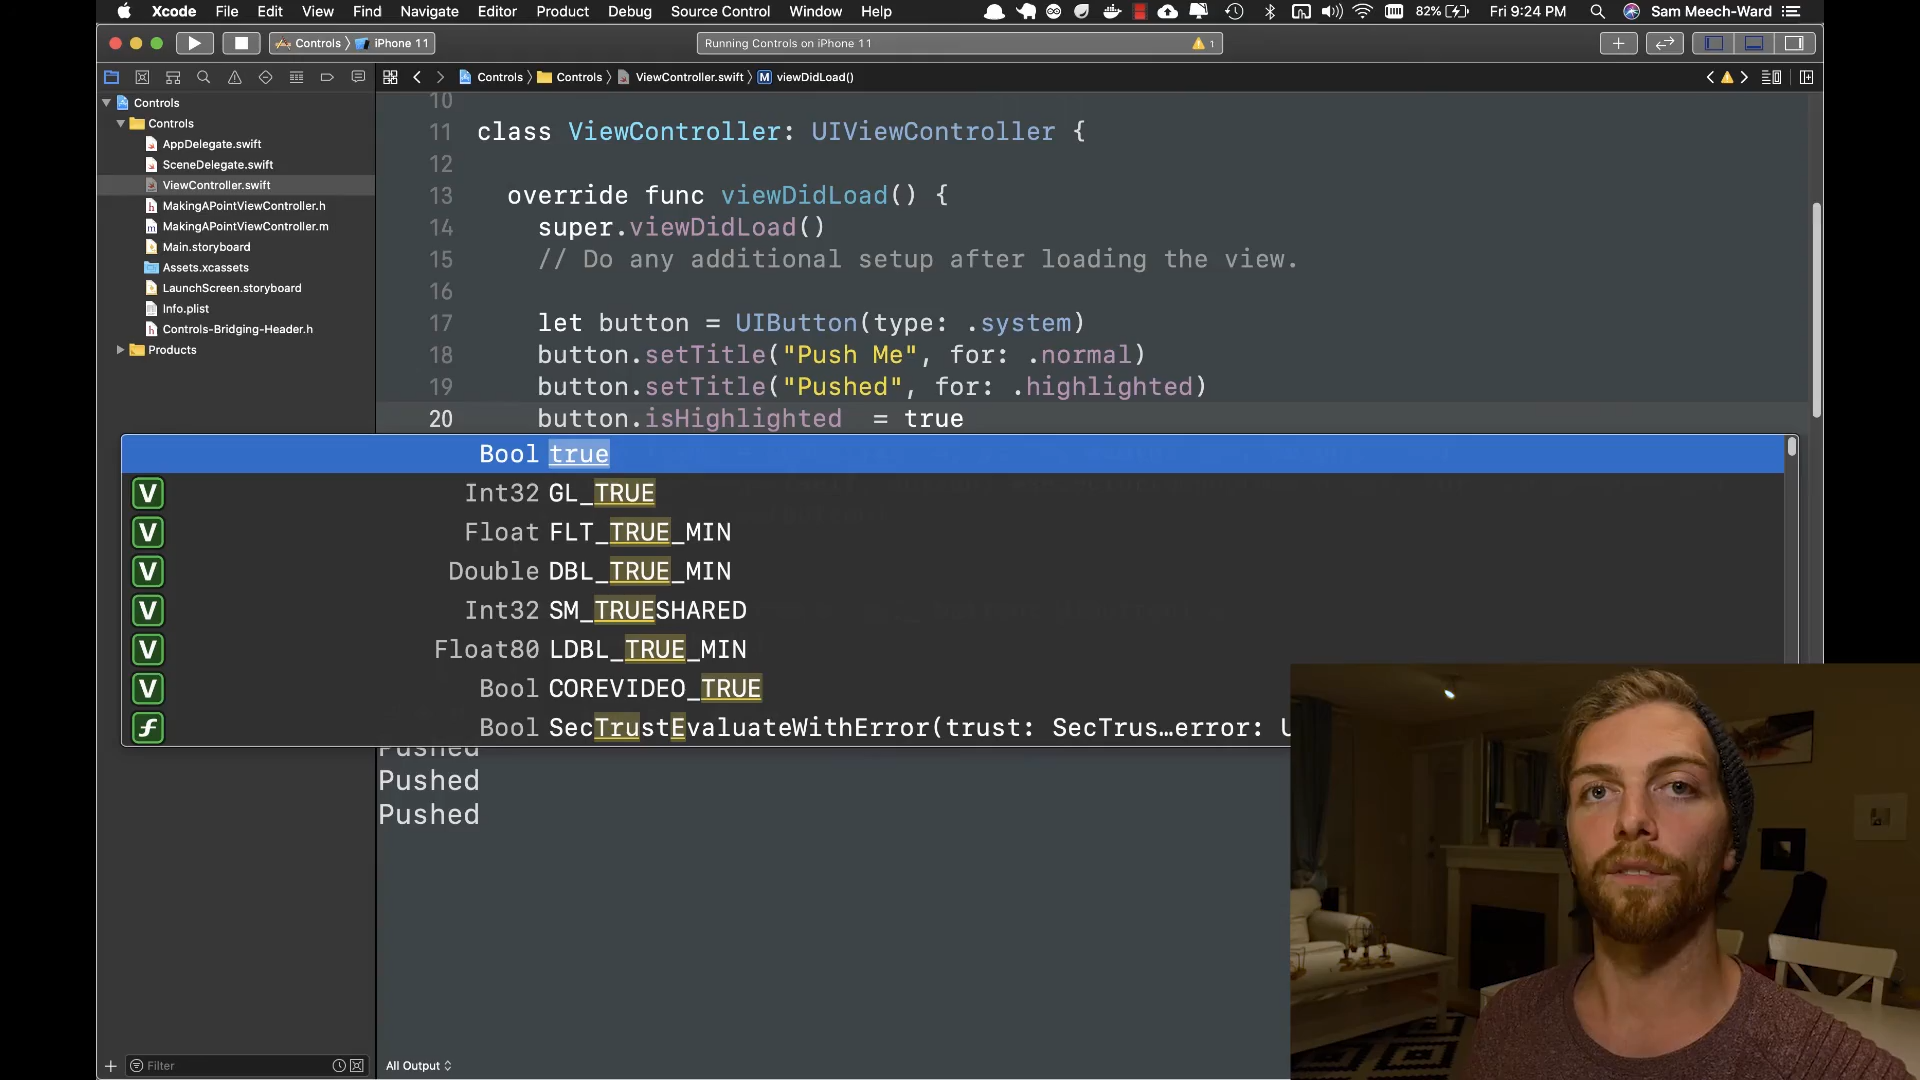 Xcode File Edit View Find Navigate Editor Product Debug Source Control Window Help 82% Fri 9:24 PM Sam Meech-Ward
Controls iPhone 11 Running Controls on iPhone 11 1
Controls Controls ViewController.swift M viewDidLoad()
Controls
Controls
AppDelegate.swift
SceneDelegate.swift
ViewController.swift
MakingAPointViewController.h
MakingAPointViewController.m
Main.storyboard
Assets.xcassets
LaunchScreen.storyboard
Info.plist
Controls-Bridging-Header.h
Products
10
11 class ViewController: UIViewController {
12
13 override func viewDidLoad() {
14 super.viewDidLoad()
15 // Do any additional setup after loading the view.
16
17 let button = UIButton(type: .system)
18 button.setTitle("Push Me", for: .normal)
19 button.setTitle("Pushed", for: .highlighted)
20 button.isHighlighted = true
Bool true
V Int32 GL_TRUE
V Float FLT_TRUE_MIN
V Double DBL_TRUE_MIN
V Int32 SM_TRUESHARED
V Float80 LDBL_TRUE_MIN
V Bool COREVIDEO_TRUE
f Bool SecTrustEvaluateWithError(trust: SecTrus…error: U
Pushed
Pushed
Pushed
Filter
All Output